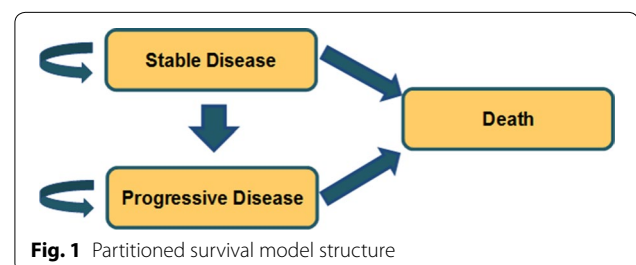 Stable Disease
Death
Progressive Disease
Fig. 1 Partitioned survival model structure